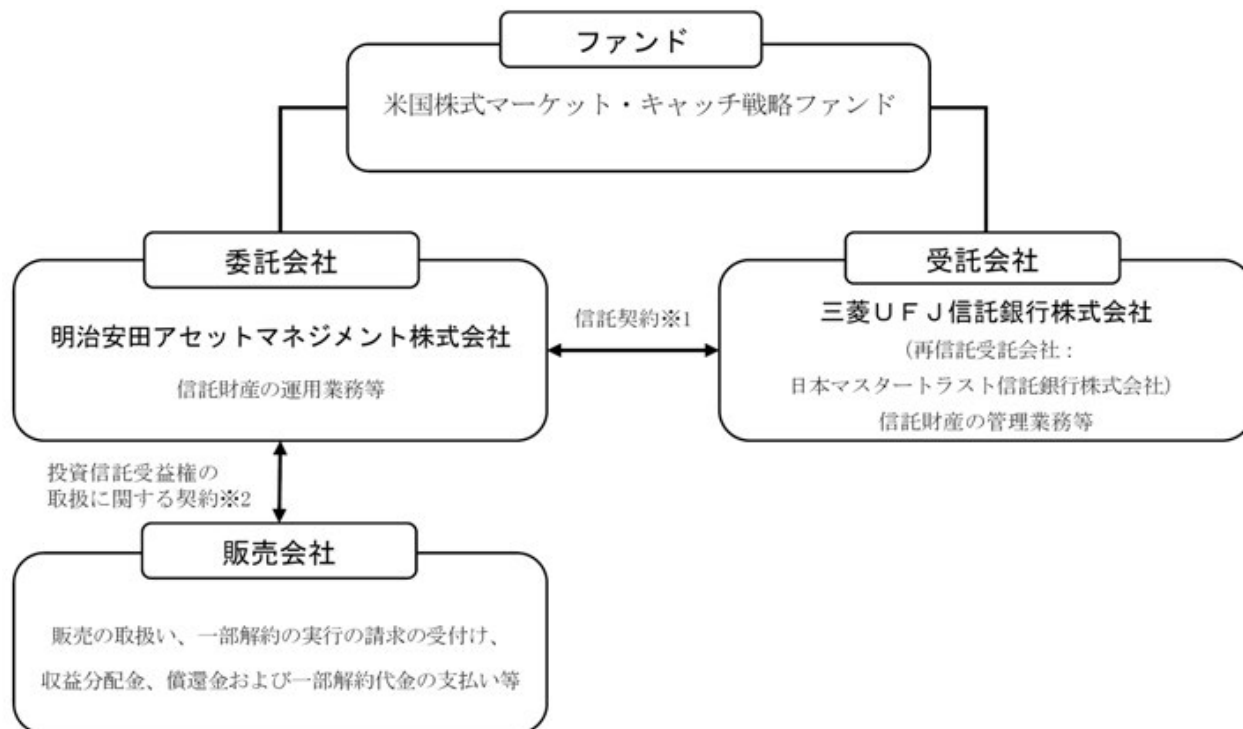 ファンド
米国株式マーケット・キャッチ戦略ファンド
委託会社
明治安田アセットマネジメント株式会社
信託財産の運用業務等
信託契約※1
受託会社
三菱ＵＦＪ信託銀行株式会社
（再信託受託会社：
日本マスタートラスト信託銀行株式会社）
信託財産の管理業務等
投資信託受益権の
取扱に関する契約※2
販売会社
販売の取扱い、一部解約の実行の請求の受付け、
収益分配金、償還金および一部解約代金の支払い等